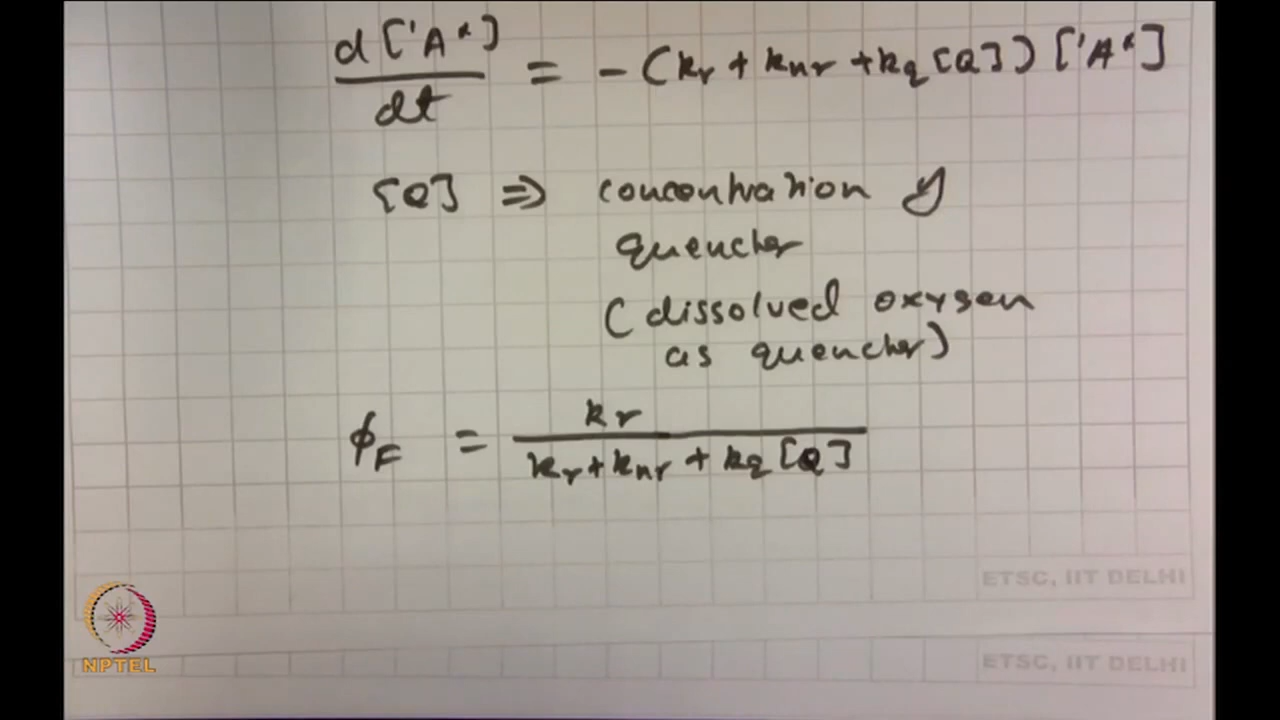 d['A*]/dt = - (kr + knr + kq[Q]) ['A*]
[Q] ⇒ concentration of
quencher
(dissolved oxygen
as quencher)
ϕF = kr / kr + knr + kq[Q]
ETSC, IIT DELHI
NPTEL
ETSC, IIT DELHI